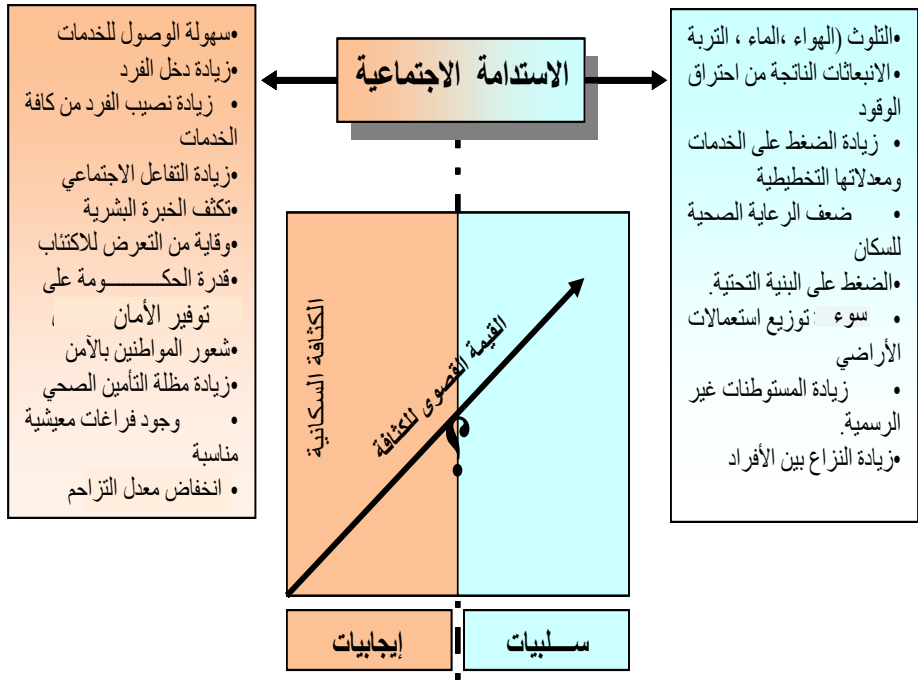 الاستدامة الاجتماعية
•التلوث (الهواء ،الماء ، التربة
•الانبعاثات الناتجة من احتراق
الوقود
• زيادة الضغط على الخدمات
ومعدلاتها التخطيطية
• ضعف الرعاية الصحية
للسكان
•الضغط على البنية التحتية.
• سوء توزيع استعمالات
الأراضي
• زيادة المستوطنات غير
الرسمية.
•زيادة النزاع بين الأفراد
•سهولة الوصول للخدمات
•زيادة دخل الفرد
• زيادة نصيب الفرد من كافة
الخدمات
•زيادة التفاعل الاجتماعي
•تكثف الخبرة البشرية
•وقاية من التعرض للاكتئاب
•قدرة الحكـــــــــومة على
توفير الأمان
•شعور المواطنين بالآمن
•زيادة مظلة التأمين الصحي
• وجود فراغات معيشية
مناسبة
• انخفاض معدل التزاحم
الكثافة السكانية
القيمة القصوى للكثافة
؟
ســـلبيات
إيجابيات